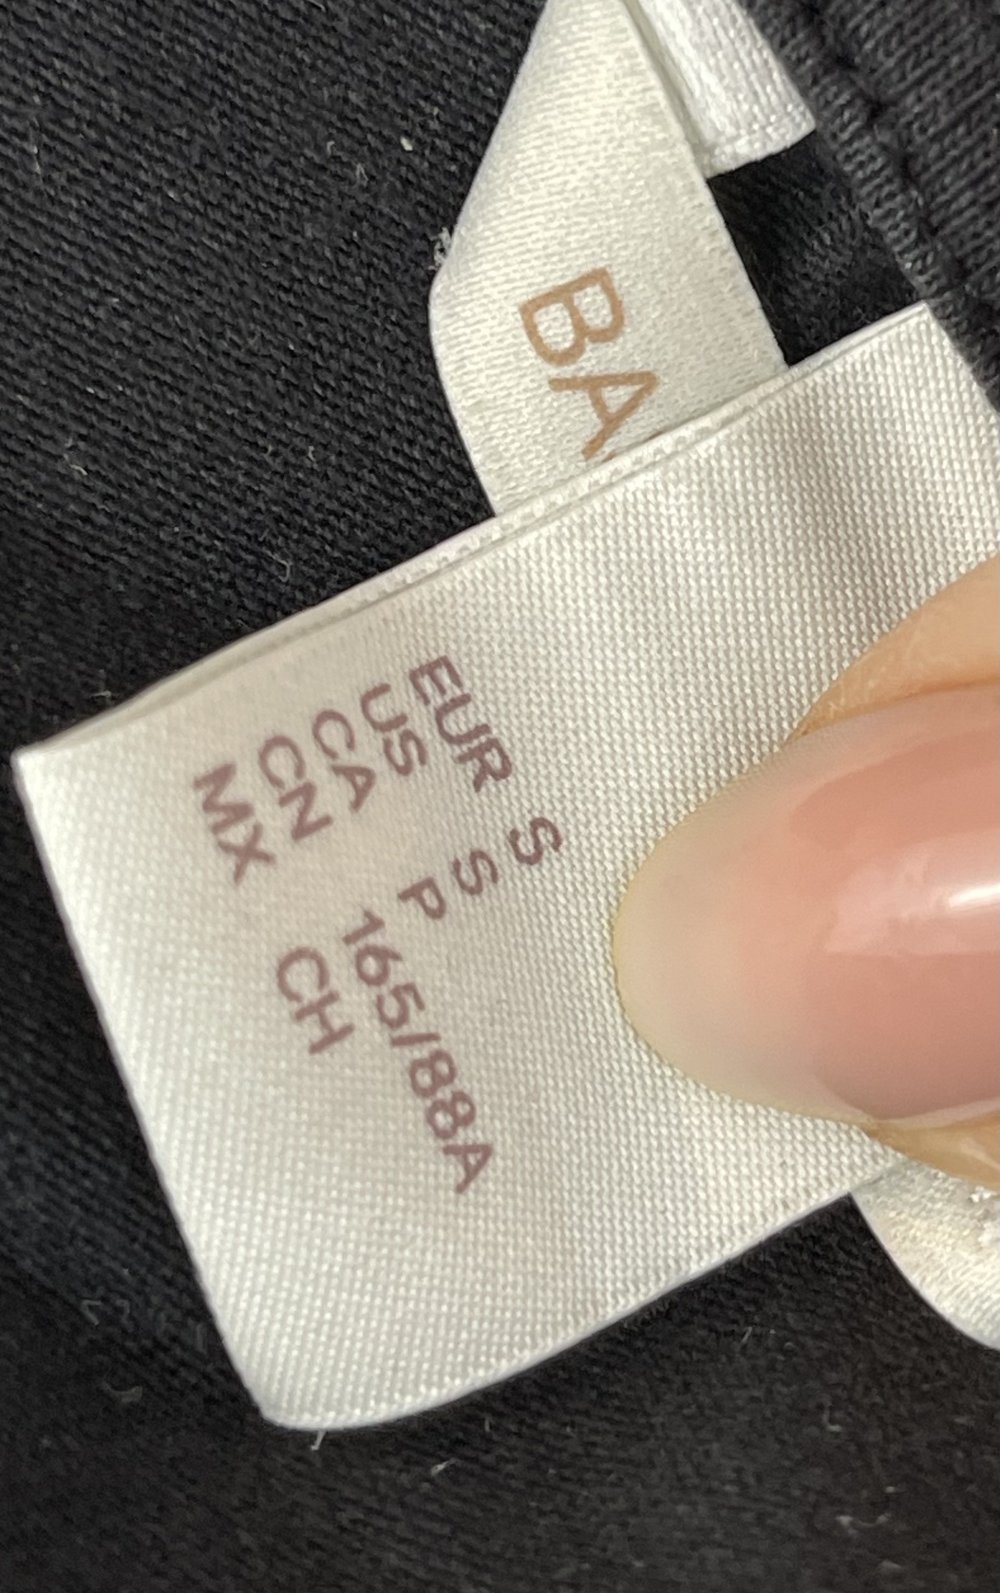 BA
EUR S
US S
CA P
CN 165/88A
MX CH